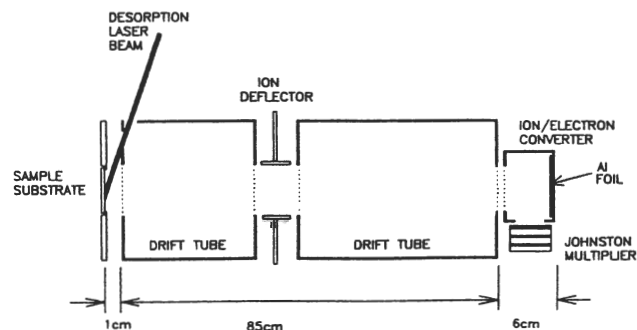 DESORPTION
LASER
BEAM
ION
DEFLECTOR
ION/ELECTRON
CONVERTER
SAMPLE
SUBSTRATE
Al
FOIL
DRIFT TUBE
DRIFT TUBE
JOHNSTON
MULTIPLIER
1cm
85cm
6cm